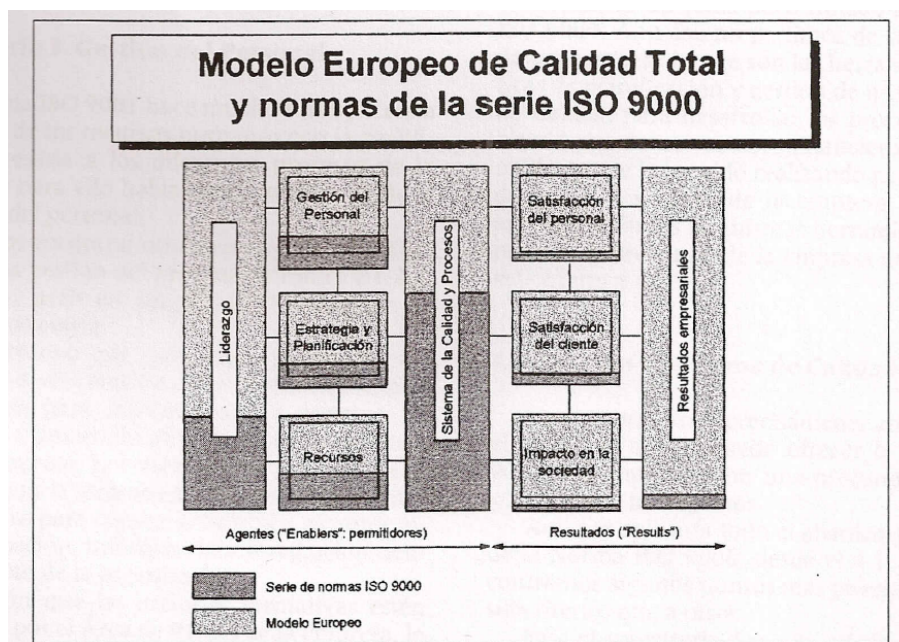 Modelo Europeo de Calidad Total
y normas de la serie ISO 9000
Liderazgo
Gestión del
Personal
Estrategia y
Planificación
Recursos
Sistema de la Calidad y Procesos
Satisfacción
del personal
Satisfacción
del cliente
Impacto en la
sociedad
Resultados empresariales
Agentes ("Enablers": permitidores)
Resultados ("Results")
Serie de normas ISO 9000
Modelo Europeo